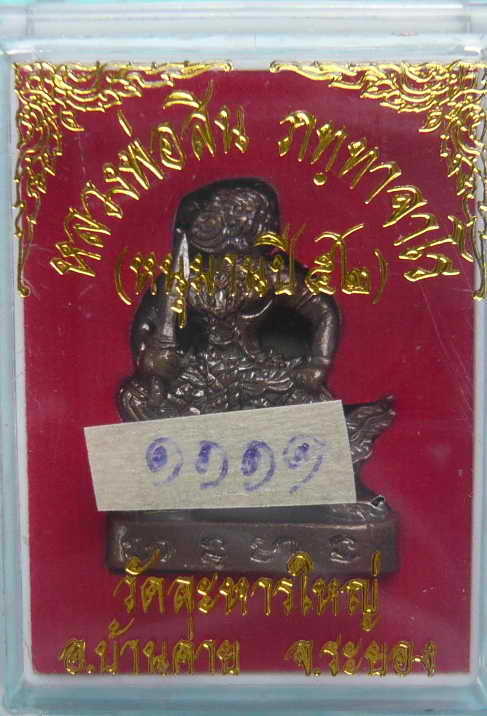 หลวงพ่อสิน ภทฺทาจาโร
(หนุมานปี๕๒)
๑๑๑๑
วัดละหารใหญ่
อ.บ้านค่าย จ.ระยอง